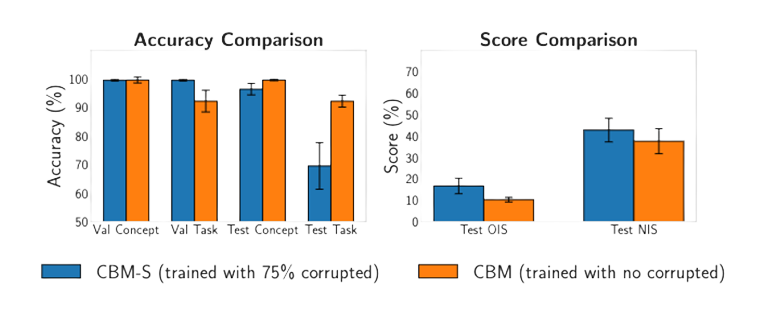 Accuracy Comparison
Accuracy (%)
100
90
80
70
60
50
Val Concept Val Task Test Concept Test Task
Score Comparison
Score (%)
70
60
50
40
30
20
10
0
Test OIS Test NIS
CBM-S (trained with 75% corrupted) CBM (trained with no corrupted)